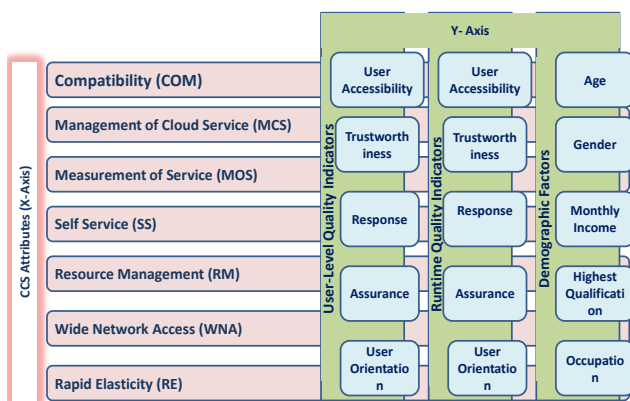 Y- Axis
CCS Attributes (X-Axis)
Compatibility (COM)
Management of Cloud Service (MCS)
Measurement of Service (MOS)
Self Service (SS)
Resource Management (RM)
Wide Network Access (WNA)
Rapid Elasticity (RE)
User-Level Quality Indicators
User
Accessibility
Trustworth
iness
Response
Assurance
User
Orientatio
n
Runtime Quality Indicators
User
Accessibility
Trustworth
iness
Response
Assurance
User
Orientatio
n
Demographic Factors
Age
Gender
Monthly
Income
Highest
Qualificati
on
Occupatio
n